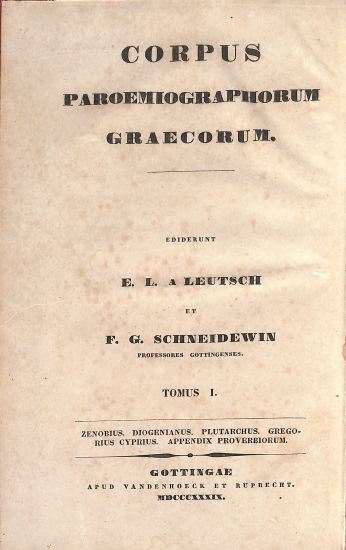 CORPUS
PAROEMIOGRAPHORUM
GRAECORUM.
EDIDERUNT
E. L. A LEUTSCH
ET
F. G. SCHNEIDEWIN
PROFESSORES GOTTINGENSES.
TOMUS I.
ZENOBIUS. DIOGENIANUS. PLUTARCHUS. GREGO-
RIUS CYPRIUS. APPENDIX PROVERBIORUM.
GOTTINGAE
APUD VANDENHOECK ET RUPRECHT.
MDCCCXXXIX.